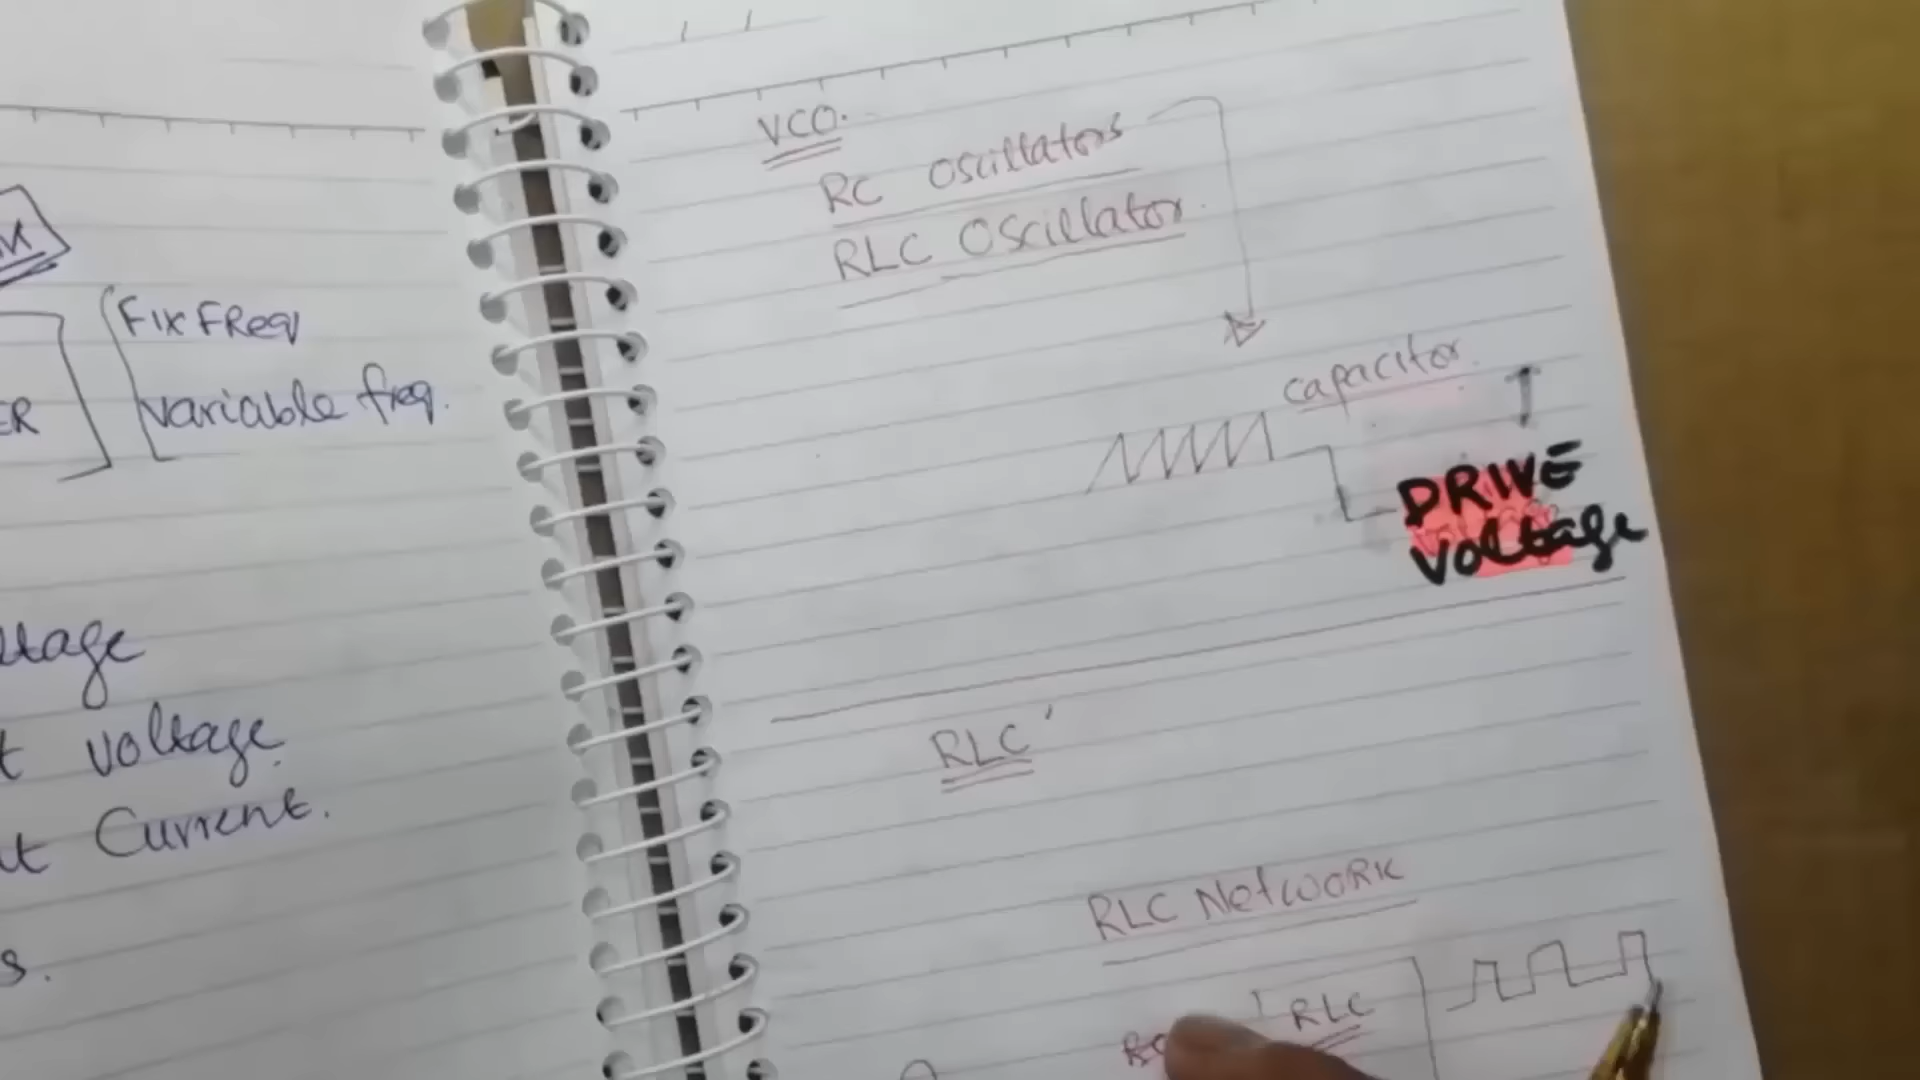 FIX FReq
variable freq.
ER
ltage
t voltage
ut Current.
s.
VCO.
RC Oscillators
RLC Oscillator
capacitor
DRIVE
Voltage
RLC
RLC NetWORK
RLC